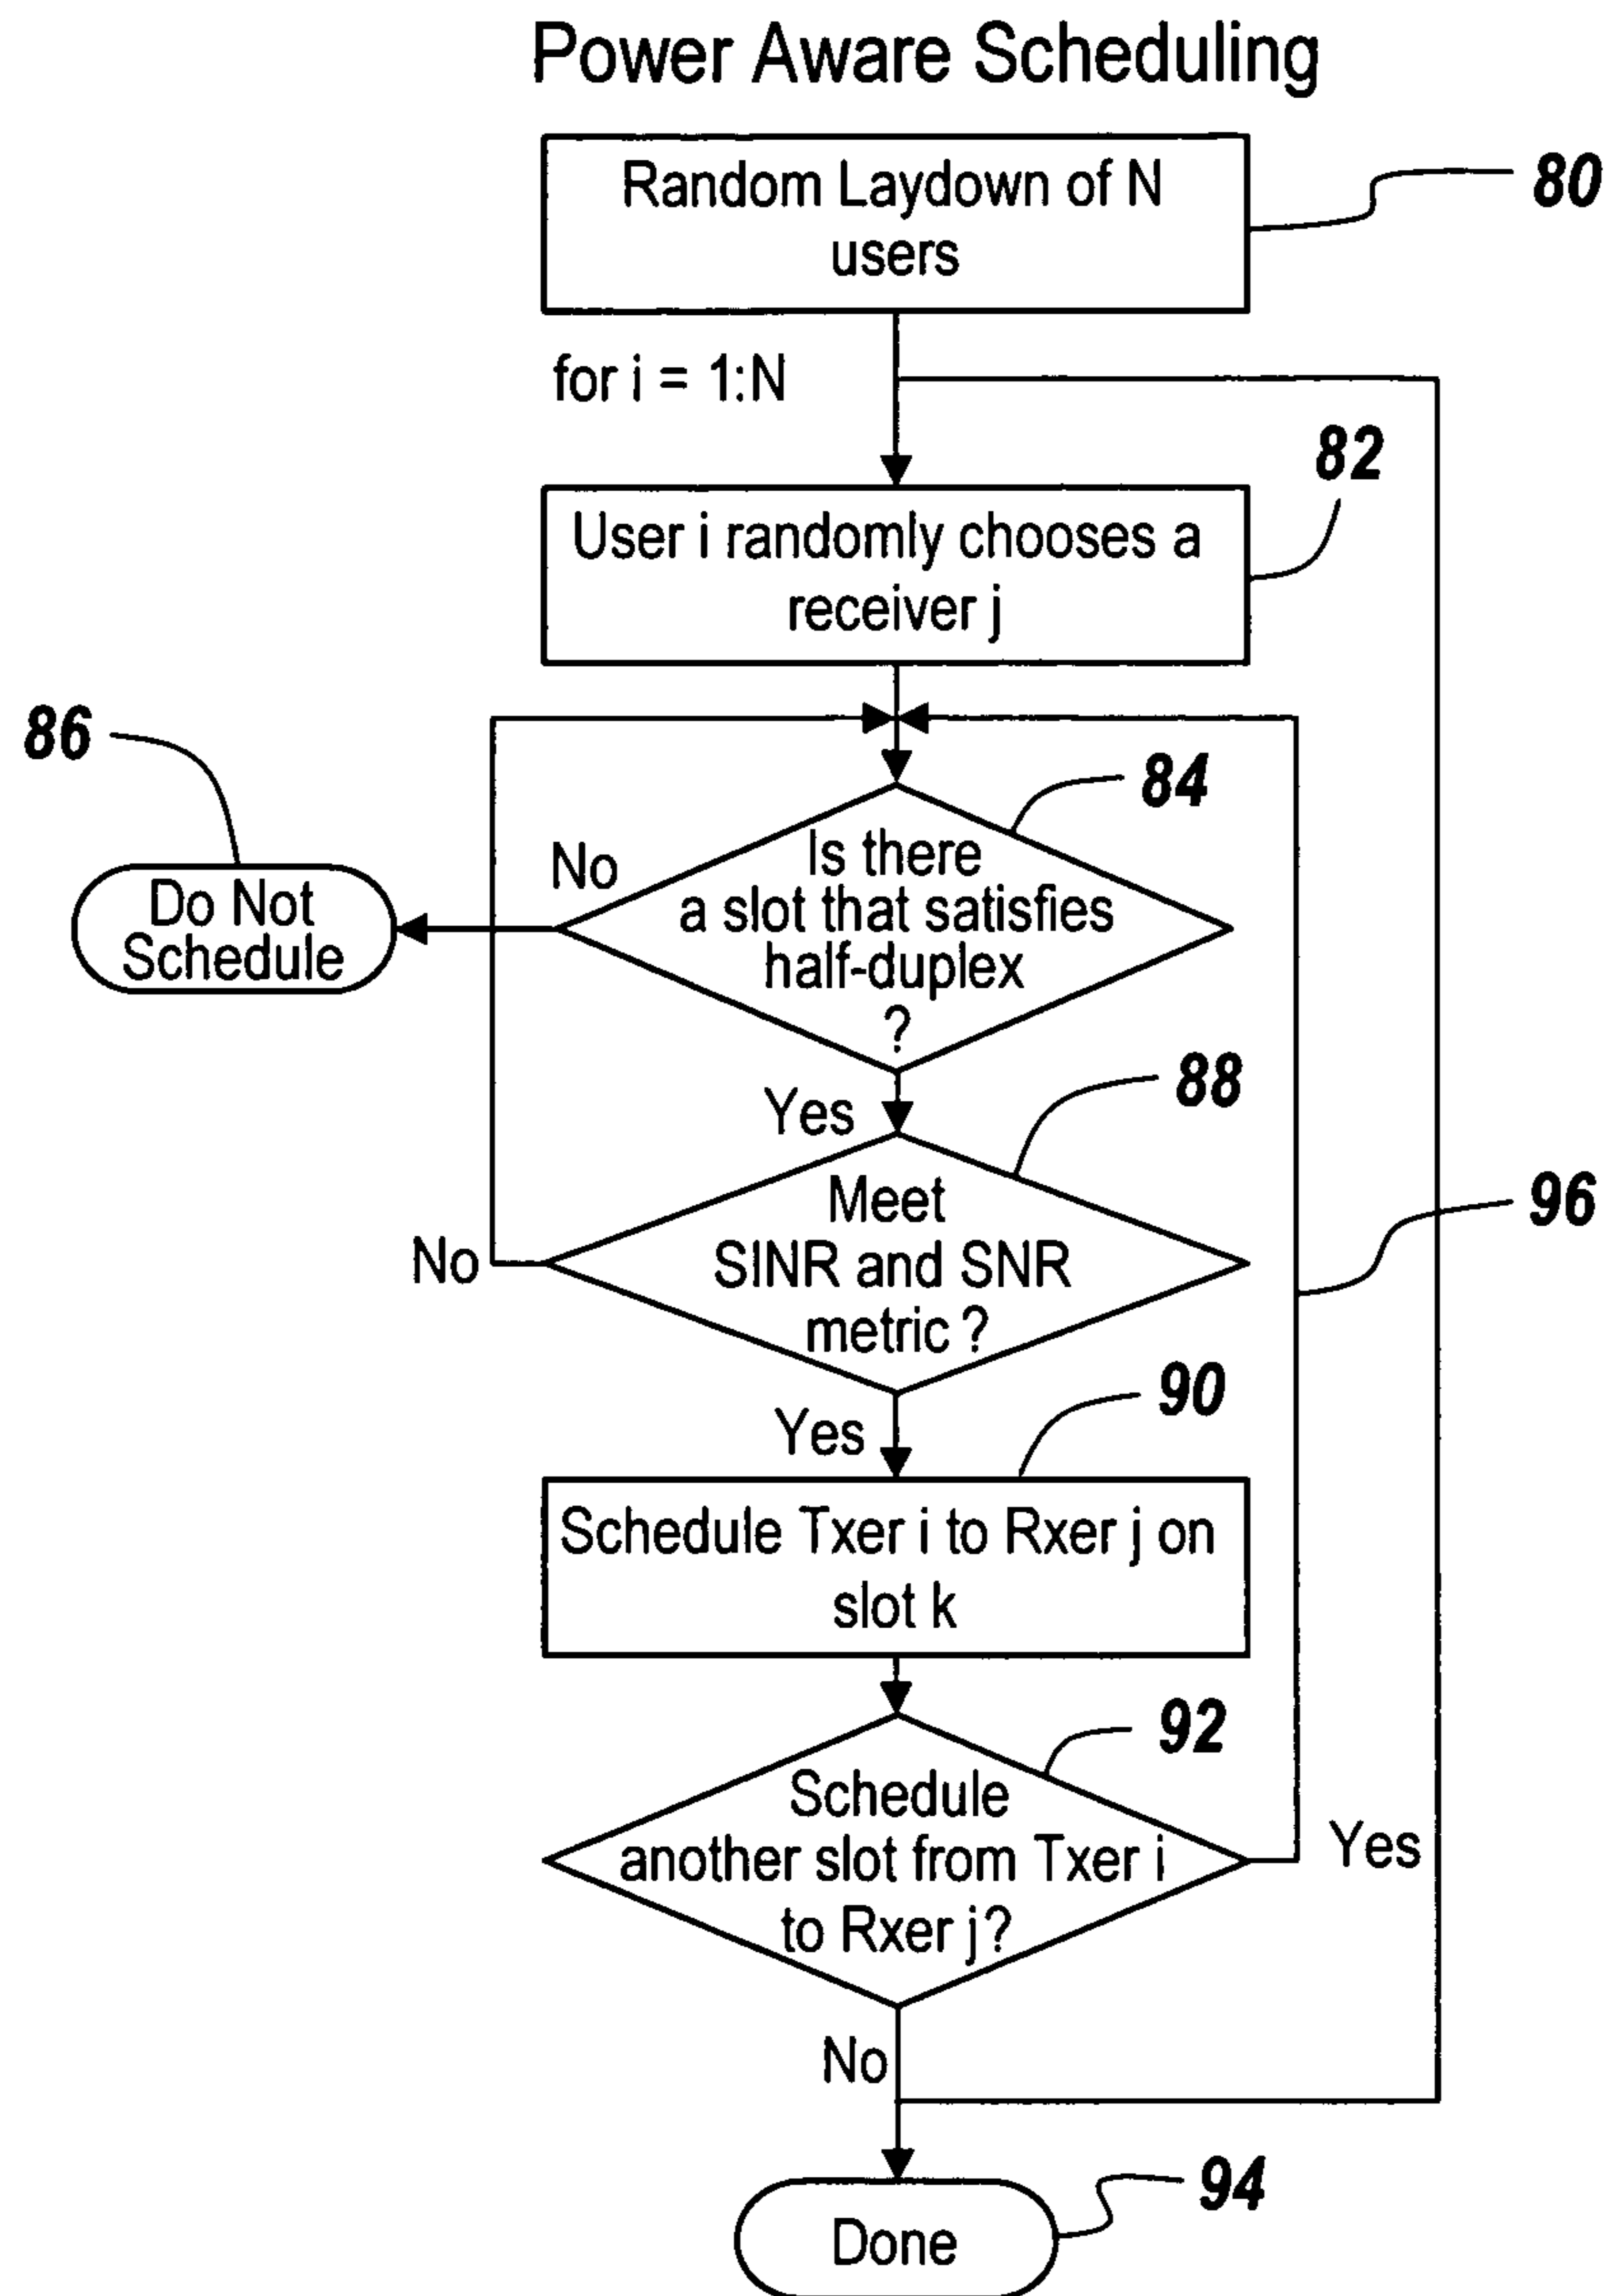 Power Aware Scheduling
Random Laydown of N
users
80
for i = 1:N
82
User i randomly chooses a
receiver j
86
84
Do Not
Schedule
No
Is there
a slot that satisfies
half-duplex
?
Yes
88
Meet
SINR and SNR
metric ?
No
96
Yes
90
Schedule Txer i to Rxer j on
slot k
92
Schedule
another slot from Txer i
to Rxer j?
Yes
No
94
Done